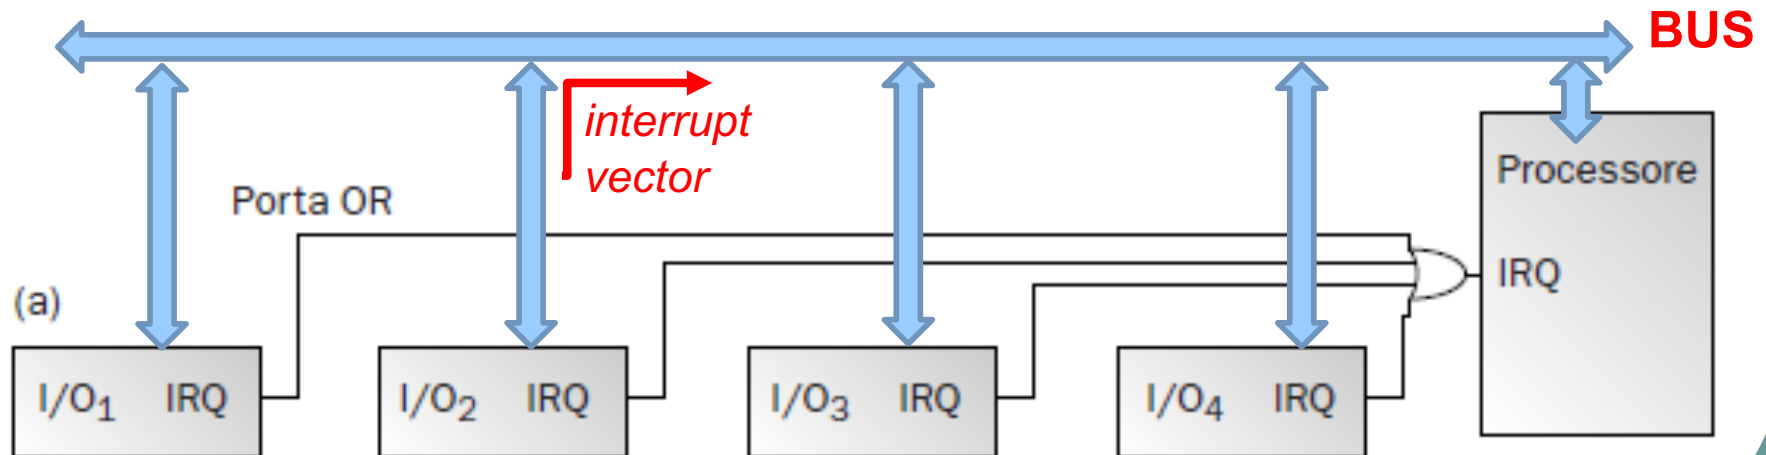 BUS
interrupt
vector
Processore
Porta OR
IRQ
(a)
I/O₁ IRQ
I/O₂ IRQ
I/O₃ IRQ
I/O₄ IRQ